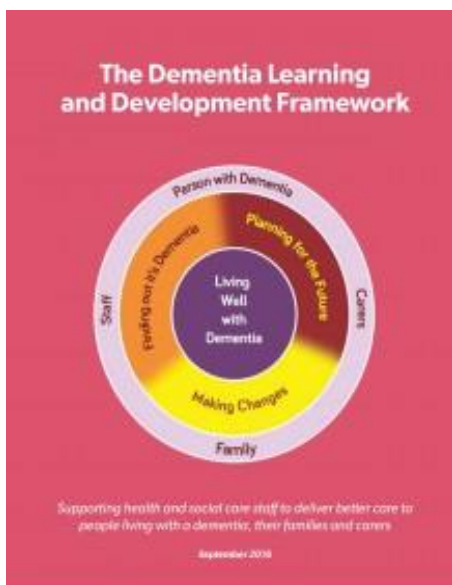 The Dementia Learning
and Development Framework
Person with Dementia
Finding out it's Dementia
Planning for the Future
Staff
Living
Well
with
Dementia
Carers
Making Changes
Family
Supporting health and social care staff to deliver better care to
people living with a dementia, their families and carers
September 2016